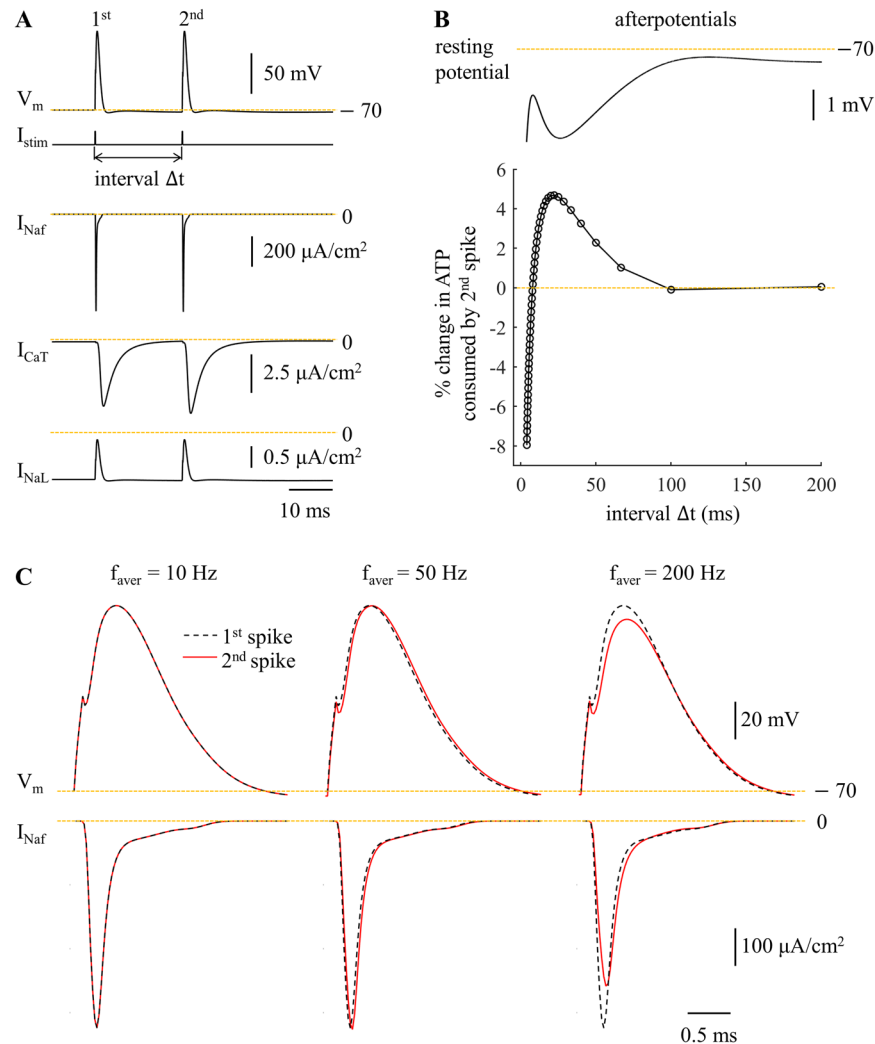 A
1st 2nd
50 mV
Vm
– 70
Istim
interval Δt
INaf
0
200 μA/cm2
ICaT
0
2.5 μA/cm2
0
INaL
0.5 μA/cm2
10 ms
B
afterpotentials
resting
potential
–70
1 mV
% change in ATP
consumed by 2nd spike
6
4
2
0
-2
-4
-6
-8
0 50 100 150 200
interval Δt (ms)
C
faver = 10 Hz faver = 50 Hz faver = 200 Hz
1st spike
2nd spike
20 mV
Vm
– 70
INaf
0
100 μA/cm2
0.5 ms